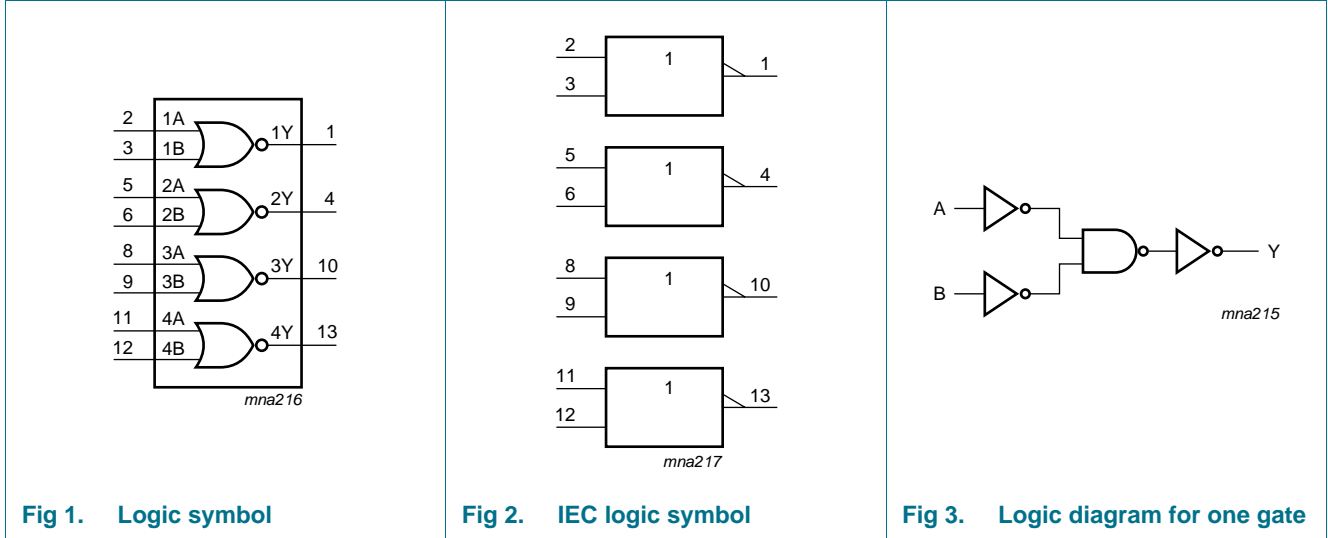 2 1A 1Y 1
3 1B
5 2A 2Y 4
6 2B
8 3A 3Y 10
9 3B
11 4A 4Y 13
12 4B
mna216
Fig 1. Logic symbol
2 1 1
3
5 1 4
6
8 1 10
9
11 1 13
12
mna217
Fig 2. IEC logic symbol
A
B
Y
mna215
Fig 3. Logic diagram for one gate